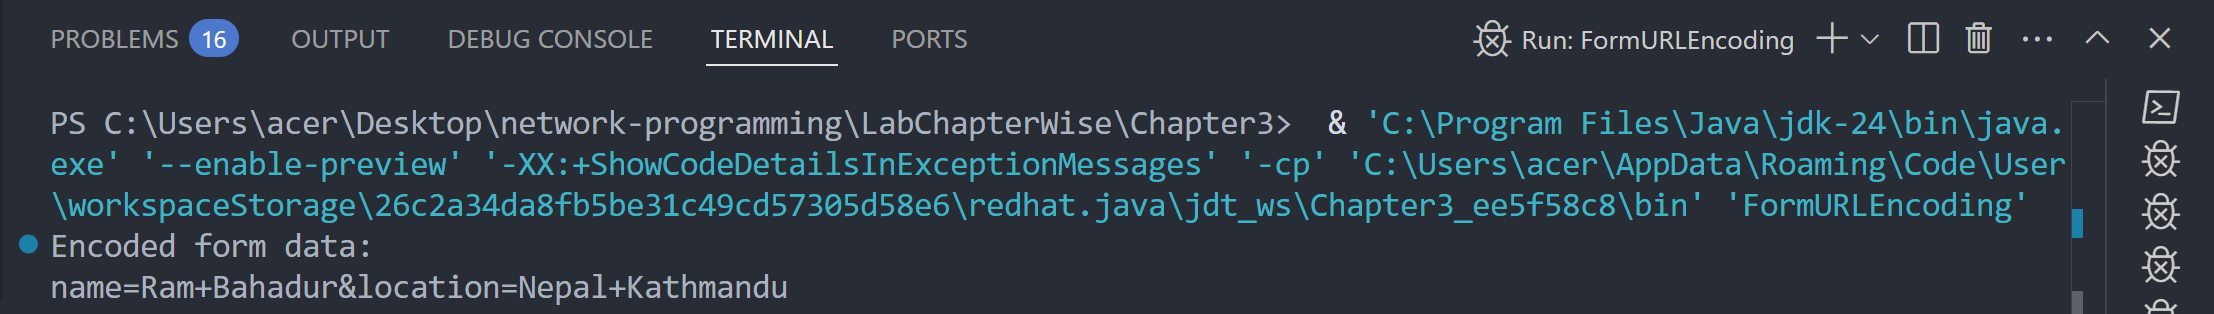 PROBLEMS 16 OUTPUT DEBUG CONSOLE TERMINAL PORTS Run: FormURLEncoding
PS C:\Users\acer\Desktop\network-programming\LabChapterWise\Chapter3>  & 'C:\Program Files\Java\jdk-24\bin\java.
exe' '--enable-preview' '-XX:+ShowCodeDetailsInExceptionMessages' '-cp' 'C:\Users\acer\AppData\Roaming\Code\User
\workspaceStorage\26c2a34da8fb5be31c49cd57305d58e6\redhat.java\jdt_ws\Chapter3_ee5f58c8\bin' 'FormURLEncoding'
Encoded form data:
name=Ram+Bahadur&location=Nepal+Kathmandu